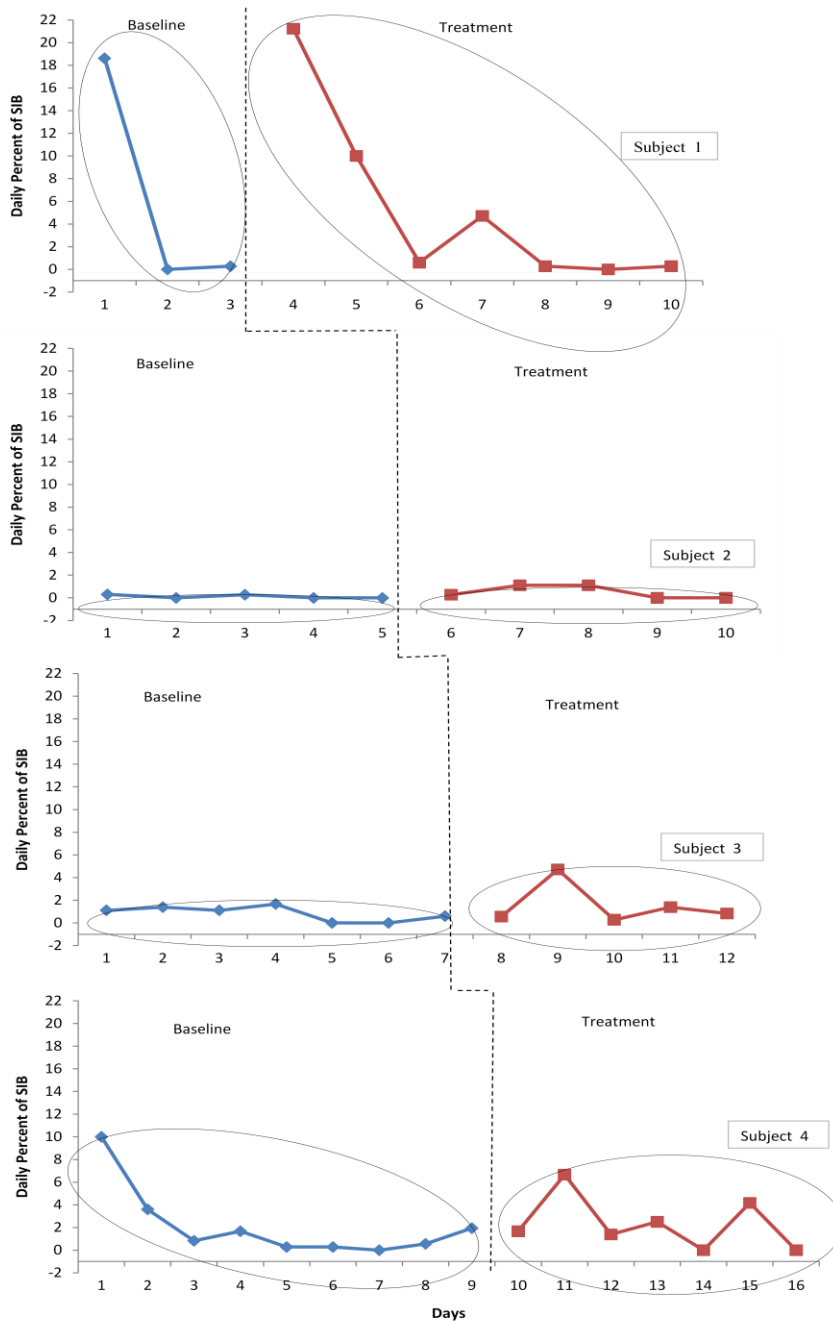 Baseline
Treatment
Daily Percent of SIB
22
20
18
16
14
12
10
8
6
4
2
0
-2
Subject 1
1 2 3 4 5 6 7 8 9 10
Baseline
Treatment
Daily Percent of SIB
22
20
18
16
14
12
10
8
6
4
2
0
-2
Subject 2
1 2 3 4 5 6 7 8 9 10
Baseline
Treatment
Daily Percent of SIB
22
20
18
16
14
12
10
8
6
4
2
0
-2
Subject 3
1 2 3 4 5 6 7 8 9 10 11 12
Baseline
Treatment
Daily Percent of SIB
22
20
18
16
14
12
10
8
6
4
2
0
-2
Subject 4
1 2 3 4 5 6 7 8 9 10 11 12 13 14 15 16
Days